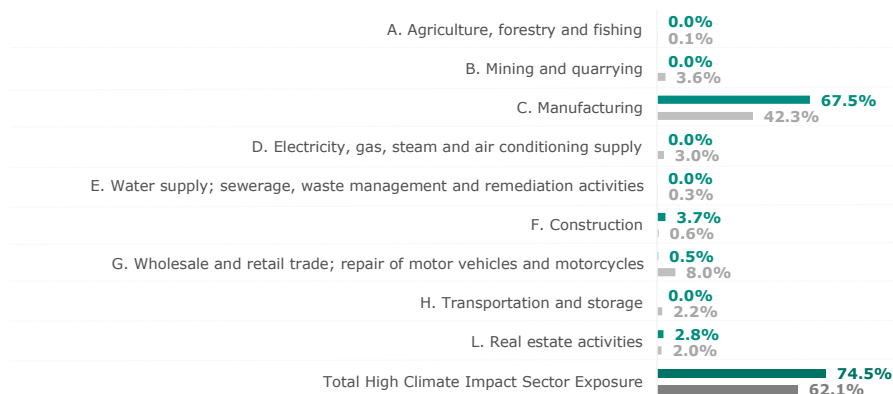 A. Agriculture, forestry and fishing 0.0%
0.1%
B. Mining and quarrying 0.0%
3.6%
C. Manufacturing 67.5%
42.3%
D. Electricity, gas, steam and air conditioning supply 0.0%
3.0%
E. Water supply; sewerage, waste management and remediation activities 0.0%
0.3%
F. Construction 3.7%
0.6%
G. Wholesale and retail trade; repair of motor vehicles and motorcycles 0.5%
8.0%
H. Transportation and storage 0.0%
2.2%
L. Real estate activities 2.8%
2.0%
Total High Climate Impact Sector Exposure 74.5%
62.1%